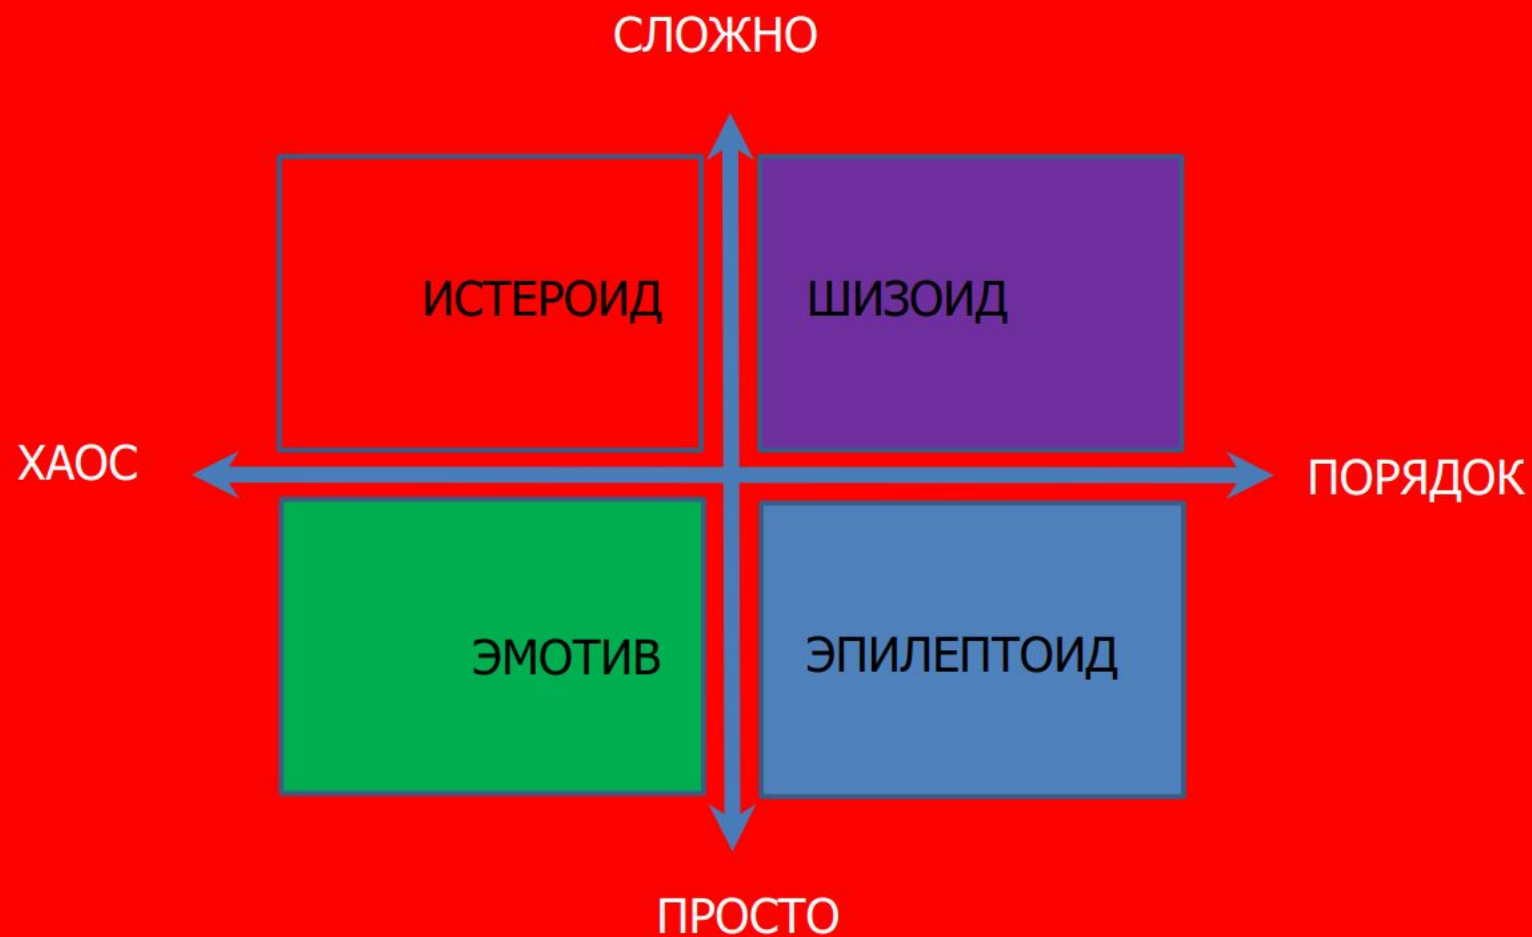 СЛОЖНО
ИСТЕРОИД
ШИЗОИД
ХАОС
ПОРЯДОК
ЭМОТИВ
ЭПИЛЕПТОИД
ПРОСТО